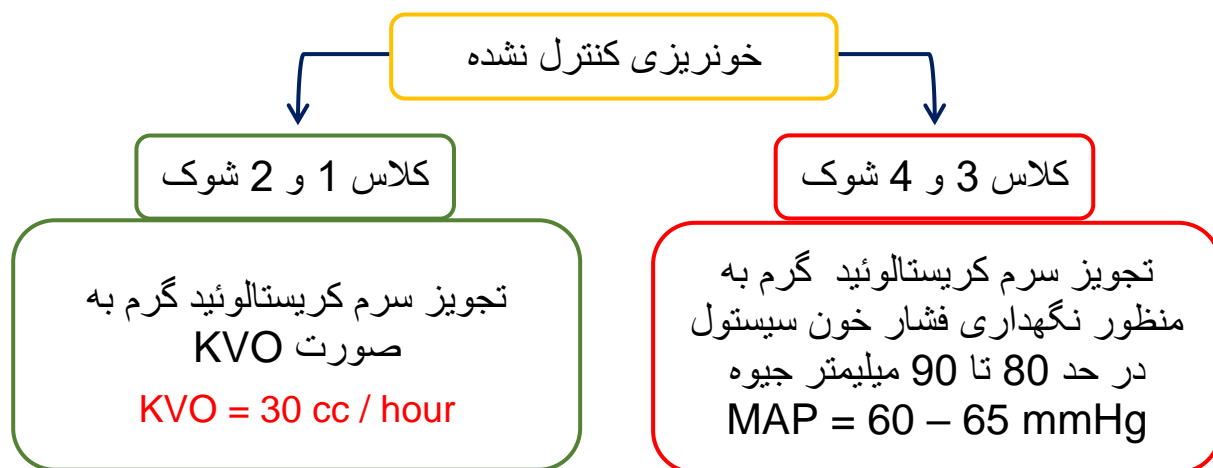 خونریزی کنترل نشده
کلاس 3 و 4 شوک
تجویز سرم کریستالوئید گرم به
منظور نگهداری فشار خون سیستول
در حد 80 تا 90 میلیمتر جیوه
MAP = 60 – 65 mmHg
کلاس 1 و 2 شوک
تجویز سرم کریستالوئید گرم به
صورت KVO
KVO = 30 cc / hour